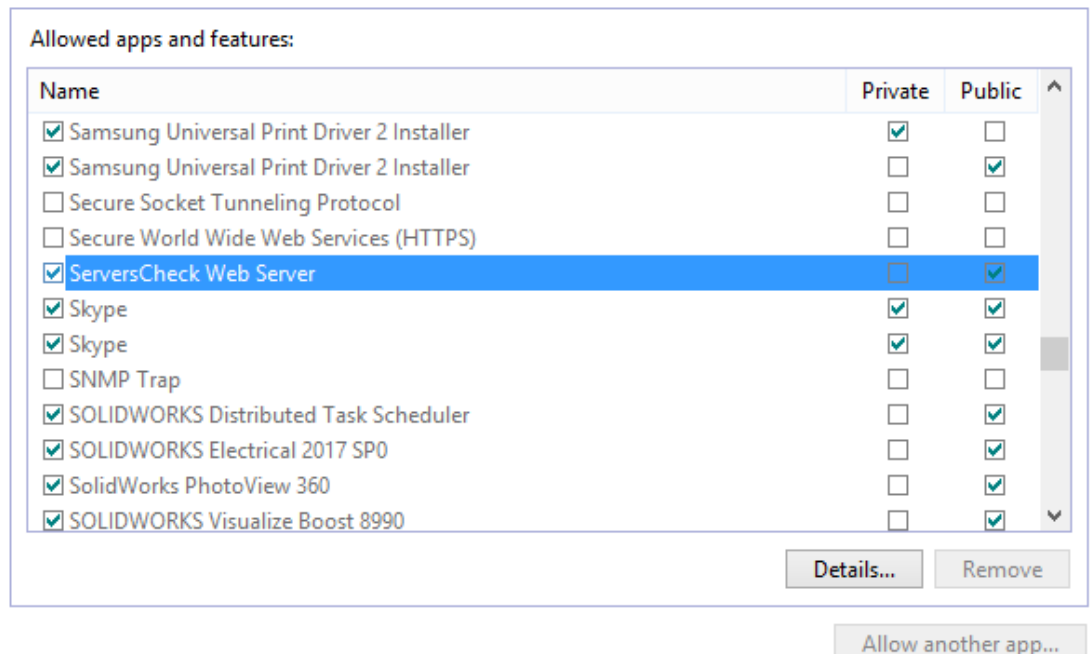 Allowed apps and features:
Name Private Public
Samsung Universal Print Driver 2 Installer
Samsung Universal Print Driver 2 Installer
Secure Socket Tunneling Protocol
Secure World Wide Web Services (HTTPS)
ServersCheck Web Server
Skype
Skype
SNMP Trap
SOLIDWORKS Distributed Task Scheduler
SOLIDWORKS Electrical 2017 SP0
SolidWorks PhotoView 360
SOLIDWORKS Visualize Boost 8990
Details... Remove
Allow another app...